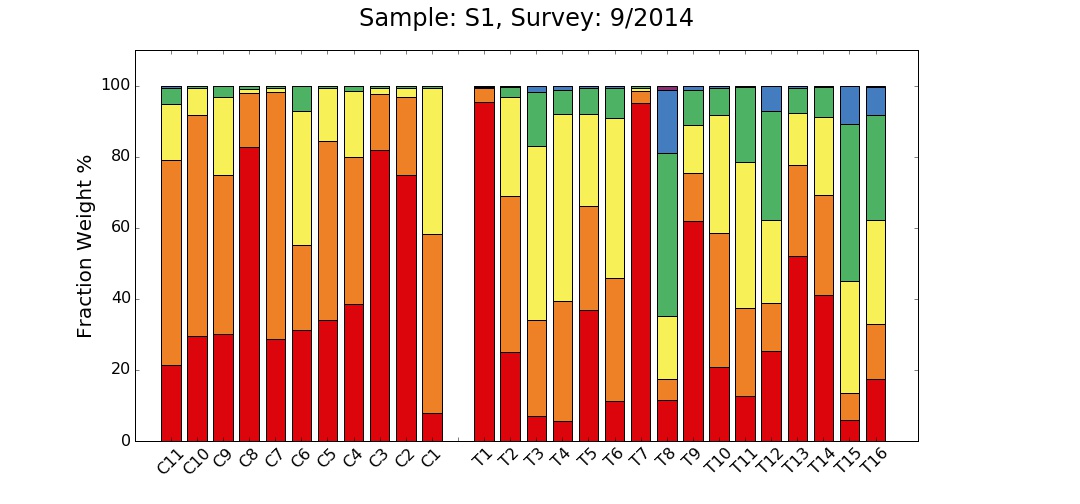 Sample: S1, Survey: 9/2014
Fraction Weight %
100
80
60
40
20
0
C11 C10 C9 C8 C7 C6 C5 C4 C3 C2 C1 T1 T2 T3 T4 T5 T6 T7 T8 T9 T10 T11 T12 T13 T14 T15 T16